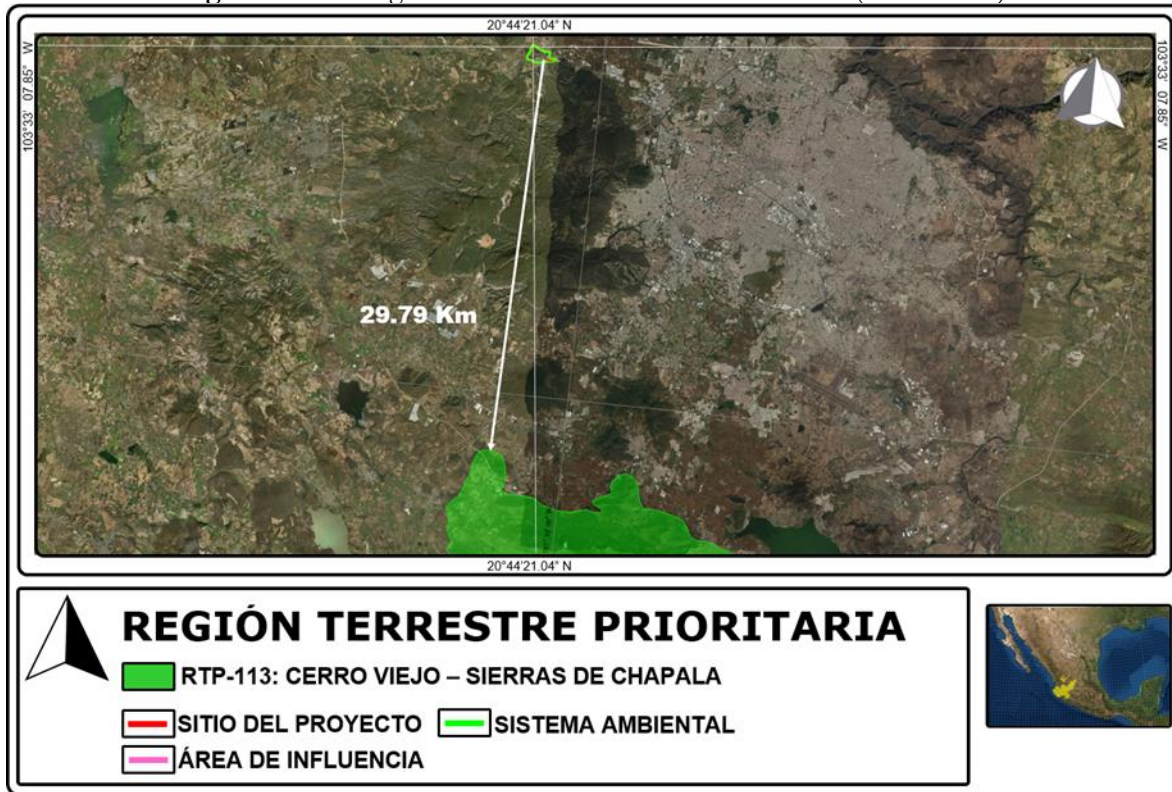 20°44'21.04" N
103°33' 07.85" W
103°33' 07.85" W
29.79 Km
20°44'21.04" N
REGIÓN TERRESTRE PRIORITARIA
RTP-113: CERRO VIEJO – SIERRAS DE CHAPALA
SITIO DEL PROYECTO SISTEMA AMBIENTAL
ÁREA DE INFLUENCIA